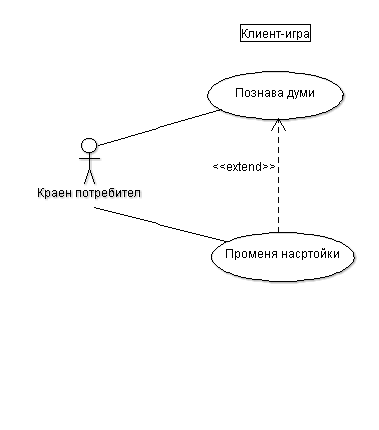 Клиент-игра
Познава думи
<<extend>>
Краен потребител
Променя насртойки